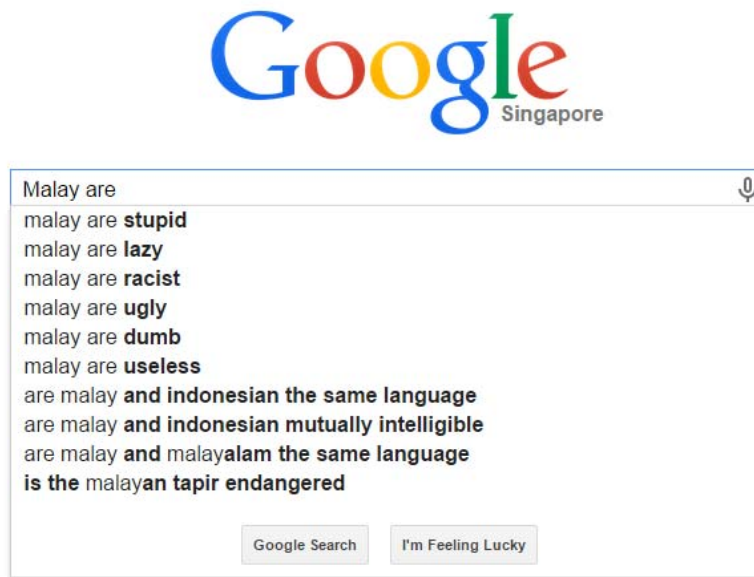 Google
Singapore
Malay are
malay are stupid
malay are lazy
malay are racist
malay are ugly
malay are dumb
malay are useless
are malay and indonesian the same language
are malay and indonesian mutually intelligible
are malay and malayalam the same language
is the malayan tapir endangered
Google Search I'm Feeling Lucky